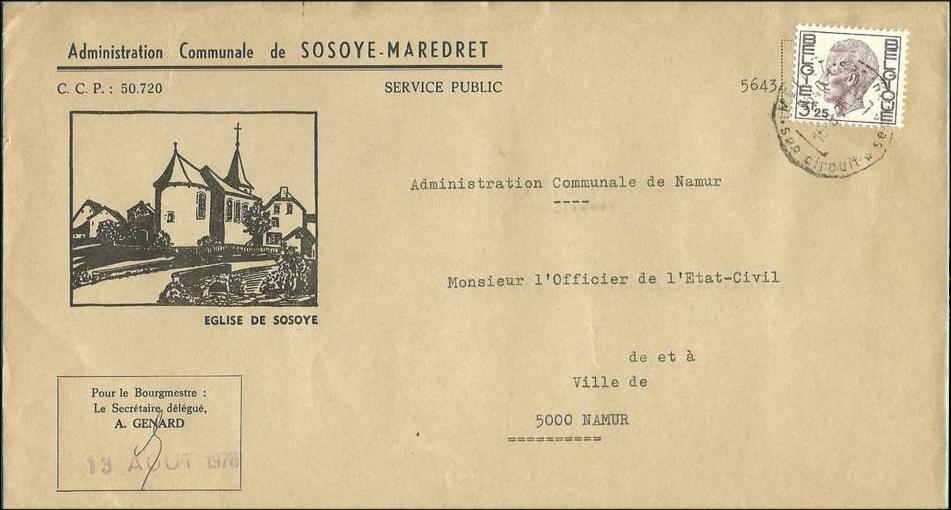 Administration Communale de SOSOYE-MAREDRET
C. C. P. : 50.720
SERVICE PUBLIC
5643
BELGIE BELGIQUE
3F25
circuit
Administration Communale de Namur
----
Monsieur l'Officier de l'Etat-Civil
de et à
Ville de
5000 NAMUR
==========
EGLISE DE SOSOYE
Pour le Bourgmestre :
Le Secrétaire délégué,
A. GENARD
13 AOUT 1976